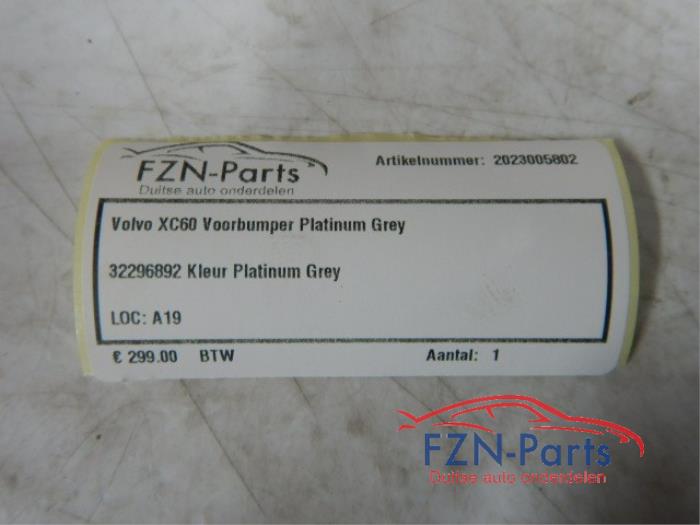 FZN-Parts
Duitse auto onderdelen
Artikelnummer: 2023005802
Volvo XC60 Voorbumper Platinum Grey
32296892 Kleur Platinum Grey
LOC: A19
€ 299.00 BTW
Aantal: 1
FZN-Parts
Duitse auto onderdelen